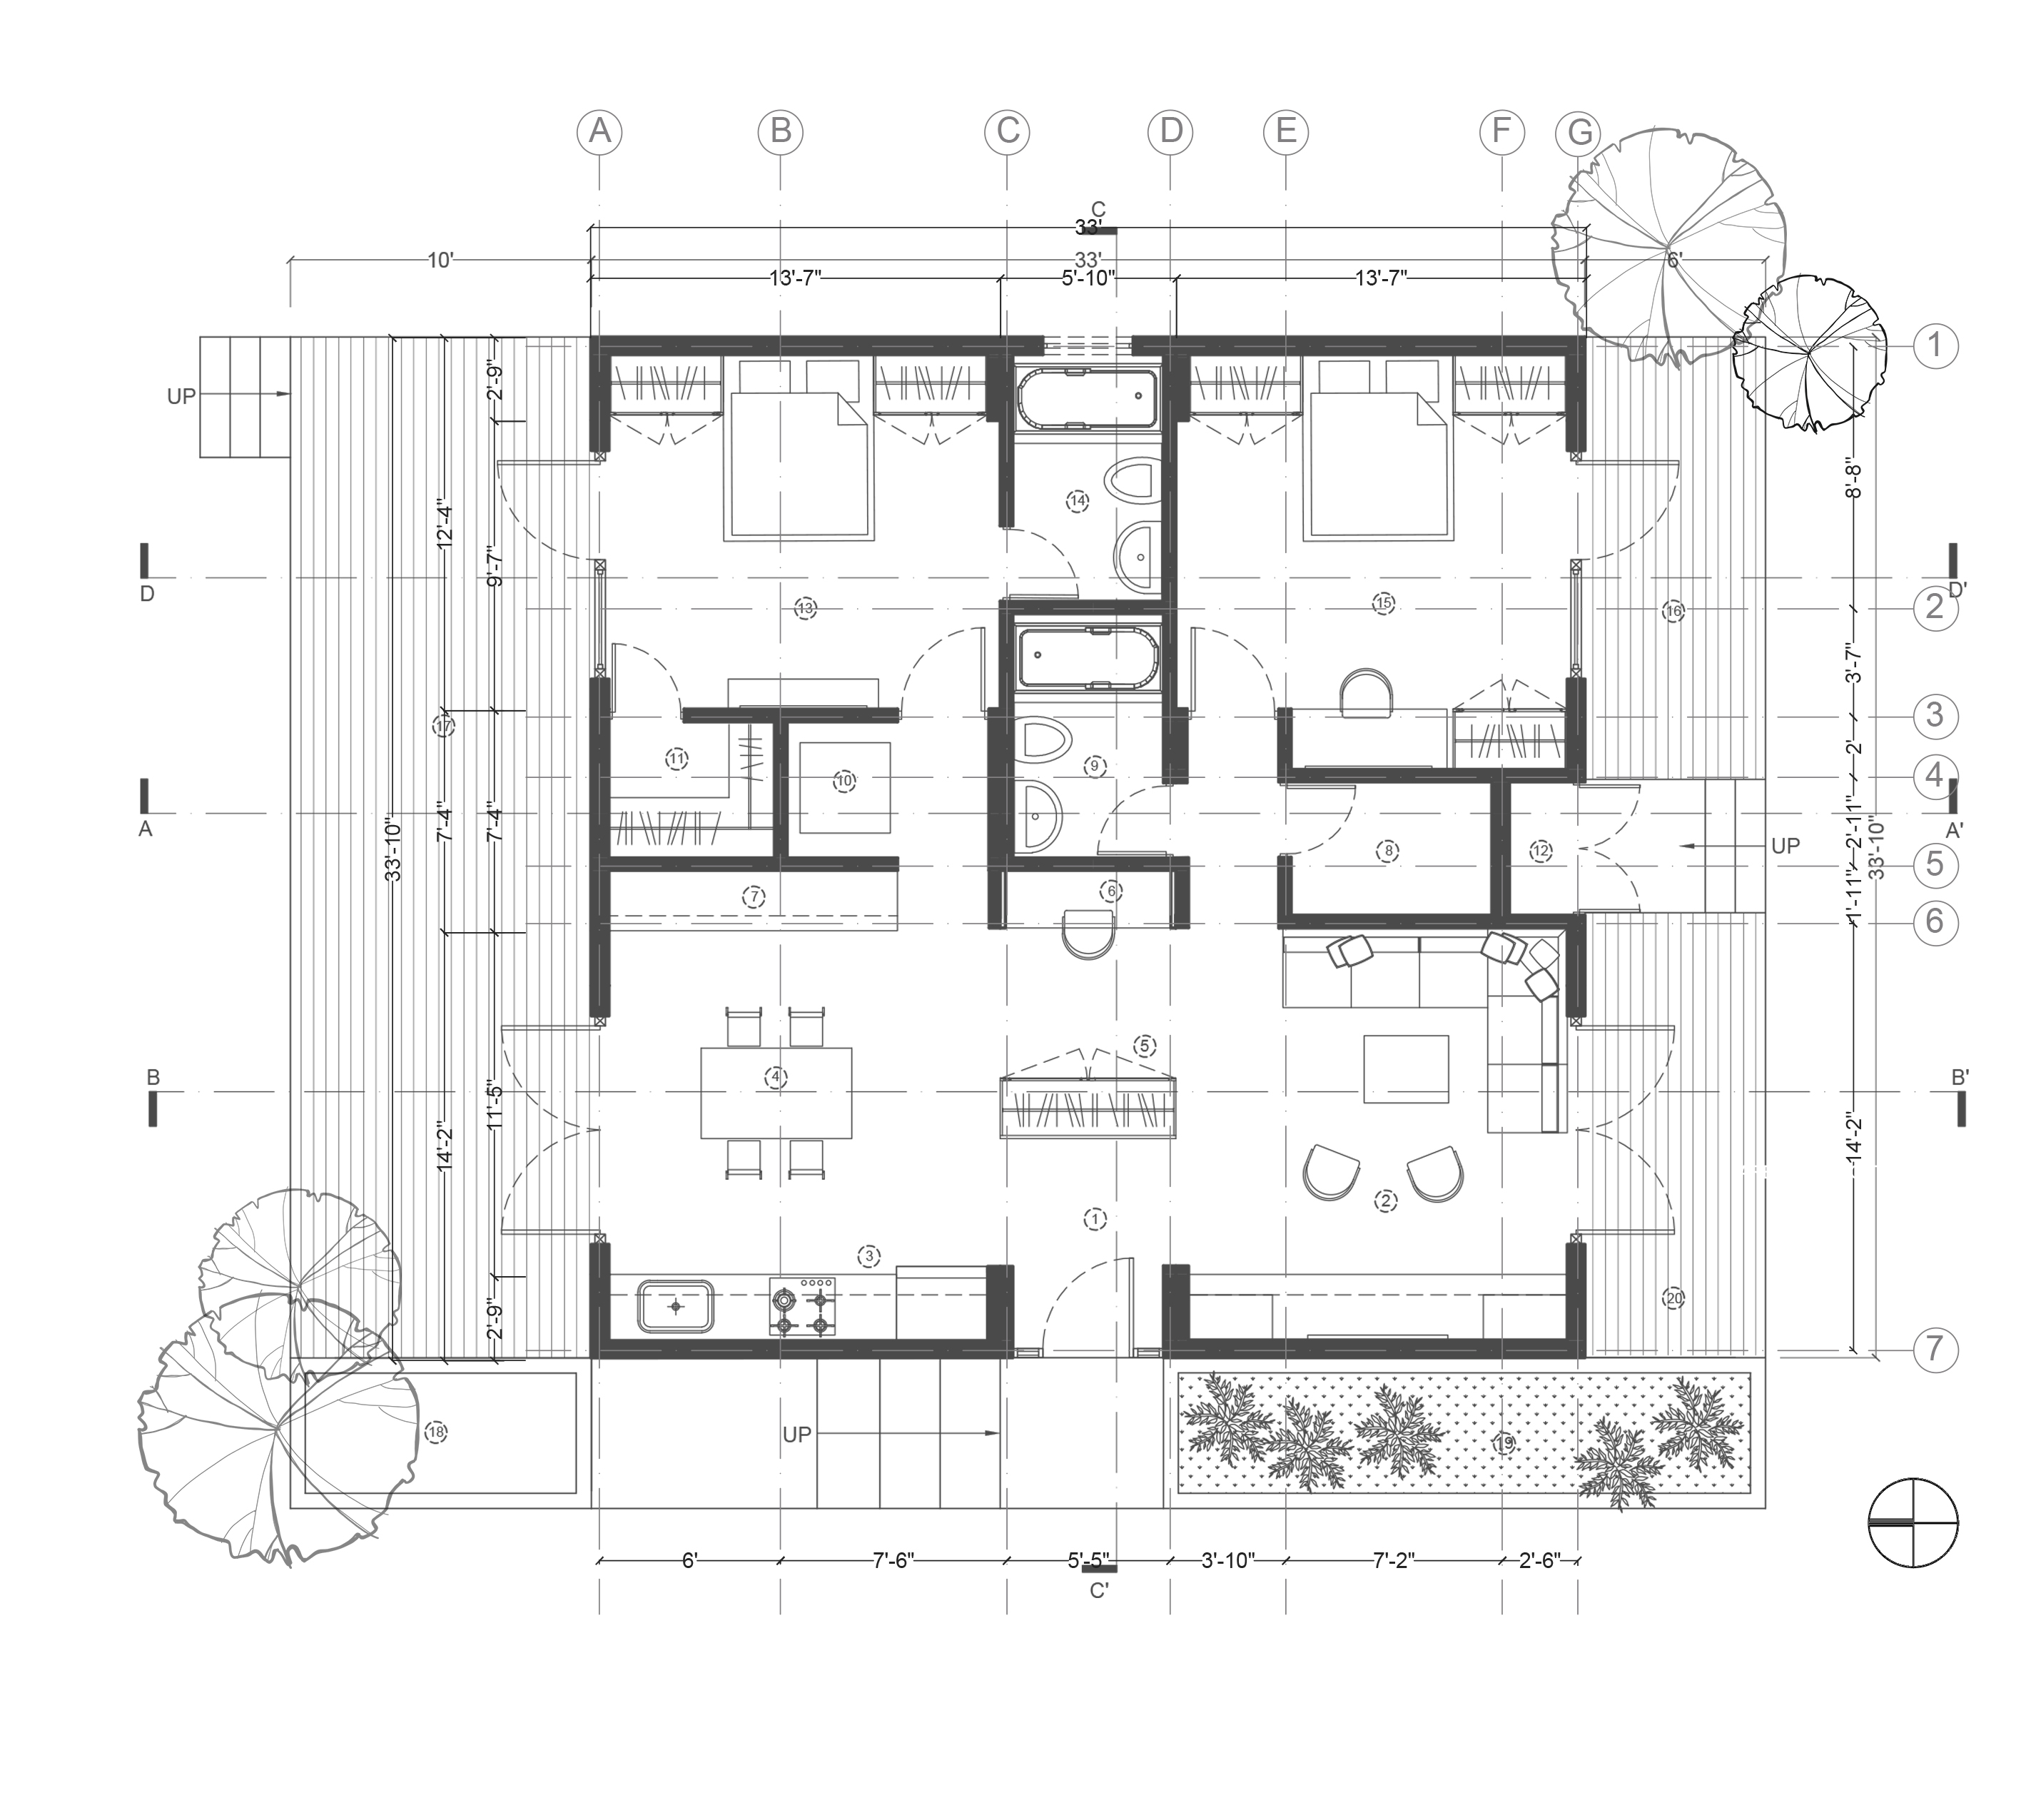 A B C D E F G
C
33'
10' 33' 6'
13'-7" 5'-10" 13'-7"
1
2'-9"
UP
8'-8"
14
12'-4"
9'-7"
D D'
13 15 16 2
3'-7"
17 3
2'
11 10 9 4
A A'
33'-10" 7'-4" 7'-4" 2'-11" 33'-10"
8 12 UP
5
7 6 1'-11"
6
5
4
B B'
11'-5"
14'-2" 14'-2"
1 2
3
2'-9" 20
7
18 UP 19
6' 7'-6" 5'-5" 3'-10" 7'-2" 2'-6"
C'